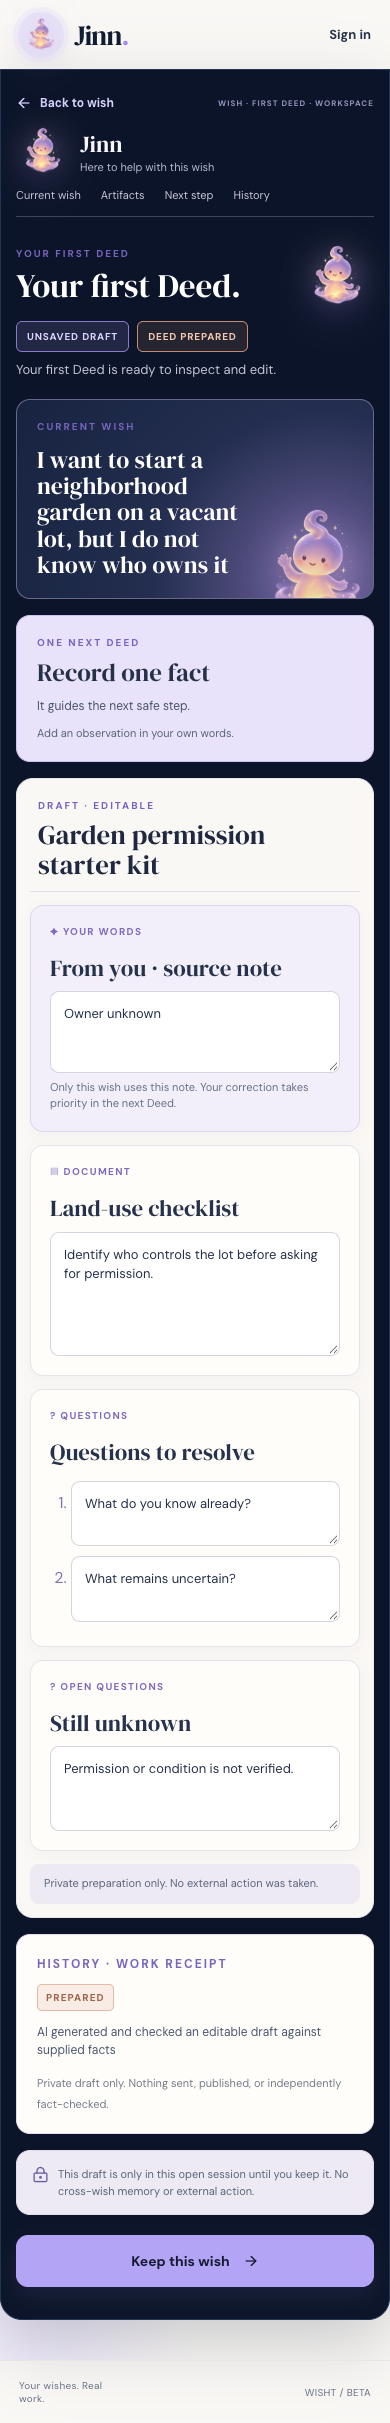 Jinn.
Sign in
← Back to wish
WISH · FIRST DEED · WORKSPACE
Jinn
Here to help with this wish
Current wish Artifacts Next step History
YOUR FIRST DEED
Your first Deed.
UNSAVED DRAFT
DEED PREPARED
Your first Deed is ready to inspect and edit.
CURRENT WISH
I want to start a
neighborhood
garden on a vacant
lot, but I do not
know who owns it
ONE NEXT DEED
Record one fact
It guides the next safe step.
Add an observation in your own words.
DRAFT · EDITABLE
Garden permission
starter kit
✦ YOUR WORDS
From you · source note
Owner unknown
Only this wish uses this note. Your correction takes
priority in the next Deed.
▤ DOCUMENT
Land-use checklist
Identify who controls the lot before asking
for permission.
? QUESTIONS
Questions to resolve
1. What do you know already?
2. What remains uncertain?
? OPEN QUESTIONS
Still unknown
Permission or condition is not verified.
Private preparation only. No external action was taken.
HISTORY · WORK RECEIPT
PREPARED
AI generated and checked an editable draft against
supplied facts
Private draft only. Nothing sent, published, or independently
fact-checked.
This draft is only in this open session until you keep it. No
cross-wish memory or external action.
Keep this wish →
Your wishes. Real
work.
WISHT / BETA